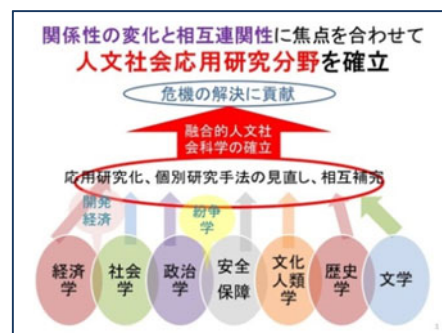 関係性の変化と相互連関性に焦点を合わせて
人文社会応用研究分野を確立
危機の解決に貢献
融合的人文社
会科学の確立
応用研究化、個別研究手法の見直し、相互補完
開発
経済
紛争
学
経済
学
社会
学
政治
学
安全
保障
文化
人類
学
歴史
学
文学